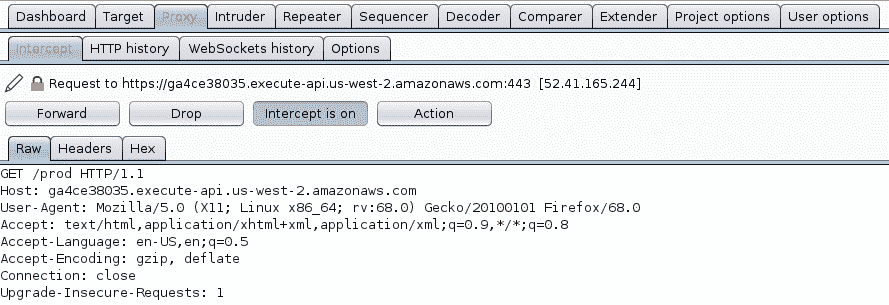 Dashboard Target Proxy Intruder Repeater Sequencer Decoder Comparer Extender Project options User options
Intercept HTTP history WebSockets history Options
Request to https://ga4ce38035.execute-api.us-west-2.amazonaws.com:443 [52.41.165.244]
Forward Drop Intercept is on Action
Raw Headers Hex
GET /prod HTTP/1.1
Host: ga4ce38035.execute-api.us-west-2.amazonaws.com
User-Agent: Mozilla/5.0 (X11; Linux x86_64; rv:68.0) Gecko/20100101 Firefox/68.0
Accept: text/html,application/xhtml+xml,application/xml;q=0.9,*/*;q=0.8
Accept-Language: en-US,en;q=0.5
Accept-Encoding: gzip, deflate
Connection: close
Upgrade-Insecure-Requests: 1